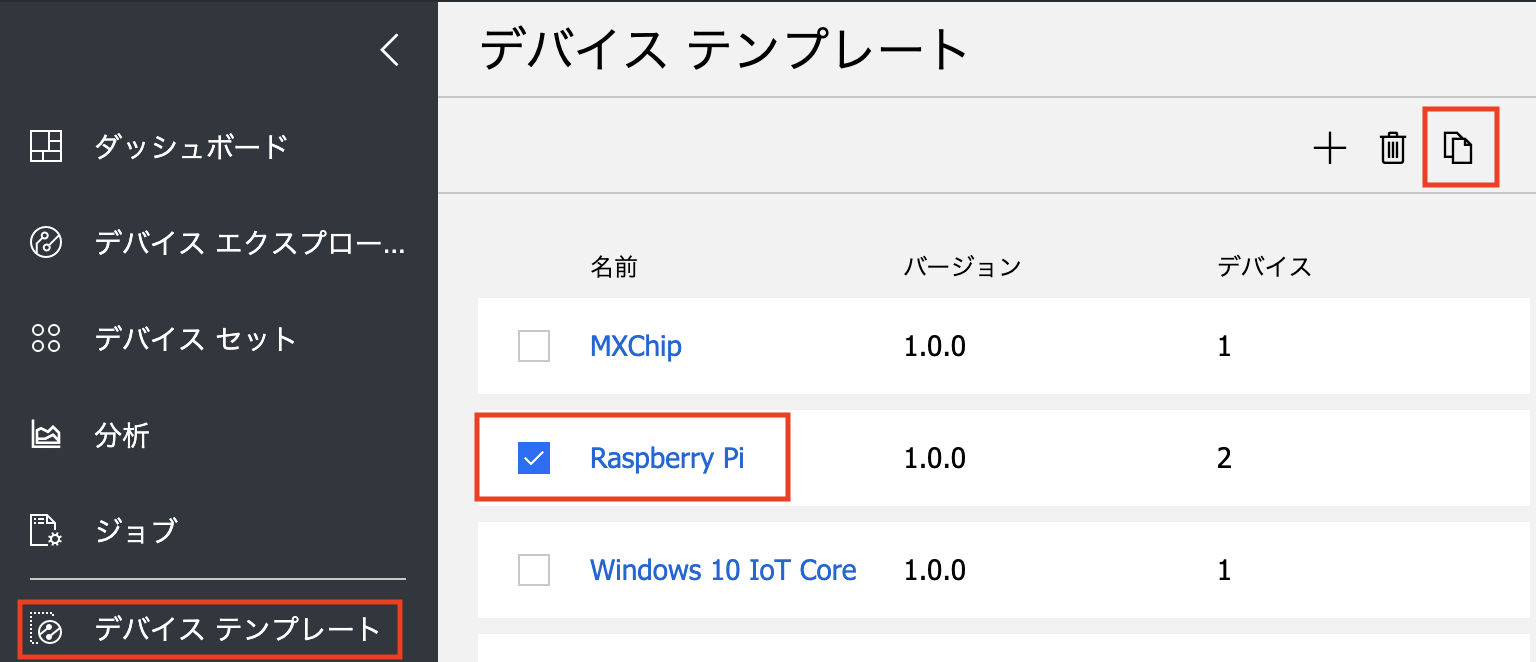 デバイス テンプレート
ダッシュボード
デバイス エクスプロー...
デバイス セット
分析
ジョブ
デバイス テンプレート
名前 バージョン デバイス
MXChip 1.0.0 1
Raspberry Pi 1.0.0 2
Windows 10 IoT Core 1.0.0 1